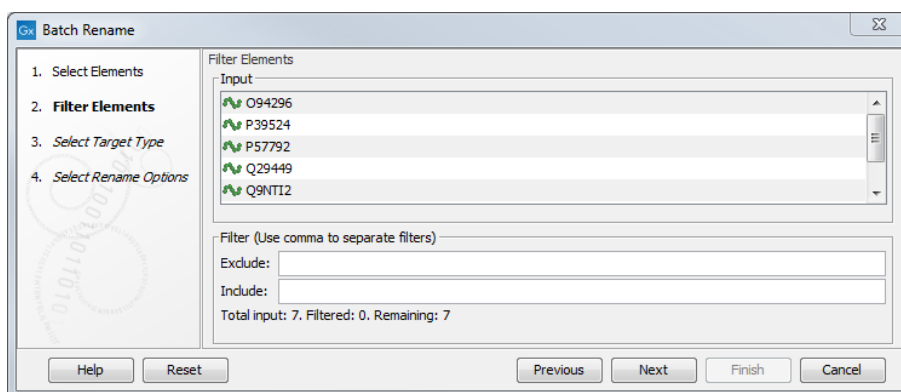 Gx Batch Rename
1. Select Elements
2. Filter Elements
3. Select Target Type
4. Select Rename Options
Filter Elements
Input
O94296
P39524
P57792
Q29449
Q9NTI2
Filter (Use comma to separate filters)
Exclude:
Include:
Total input: 7. Filtered: 0. Remaining: 7
Help Reset Previous Next Finish Cancel